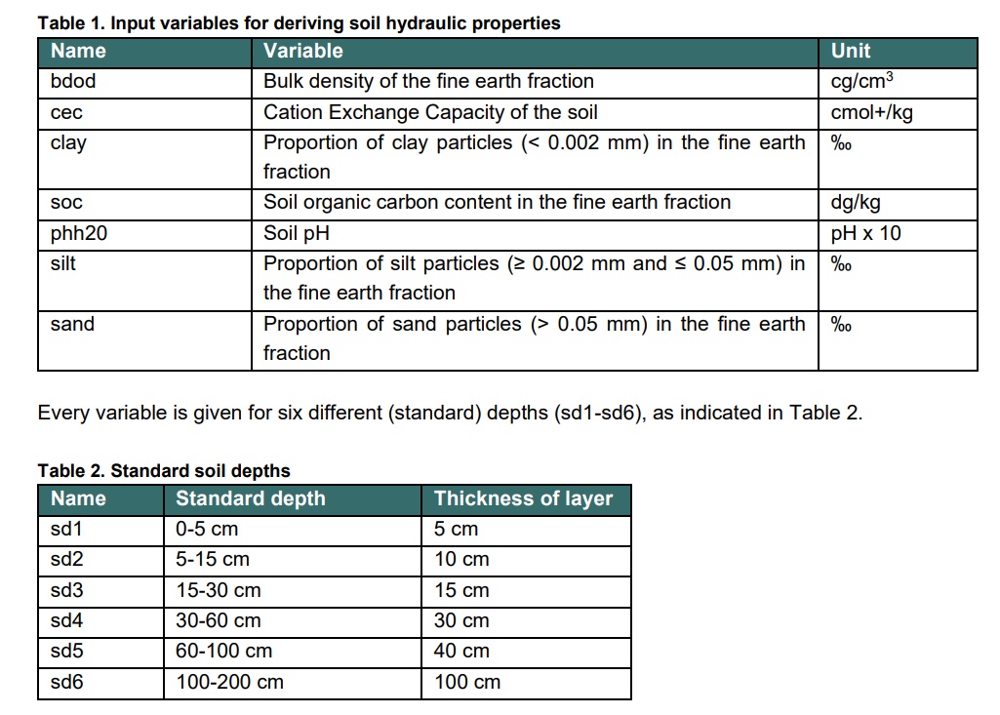 Table 1. Input variables for deriving soil hydraulic properties
Name Variable Unit
bdod Bulk density of the fine earth fraction cg/cm³
cec Cation Exchange Capacity of the soil cmol+/kg
clay Proportion of clay particles (< 0.002 mm) in the fine earth ‰
fraction
soc Soil organic carbon content in the fine earth fraction dg/kg
phh20 Soil pH pH x 10
silt Proportion of silt particles (≥ 0.002 mm and ≤ 0.05 mm) in ‰
the fine earth fraction
sand Proportion of sand particles (> 0.05 mm) in the fine earth ‰
fraction
Every variable is given for six different (standard) depths (sd1-sd6), as indicated in Table 2.
Table 2. Standard soil depths
Name Standard depth Thickness of layer
sd1 0-5 cm 5 cm
sd2 5-15 cm 10 cm
sd3 15-30 cm 15 cm
sd4 30-60 cm 30 cm
sd5 60-100 cm 40 cm
sd6 100-200 cm 100 cm